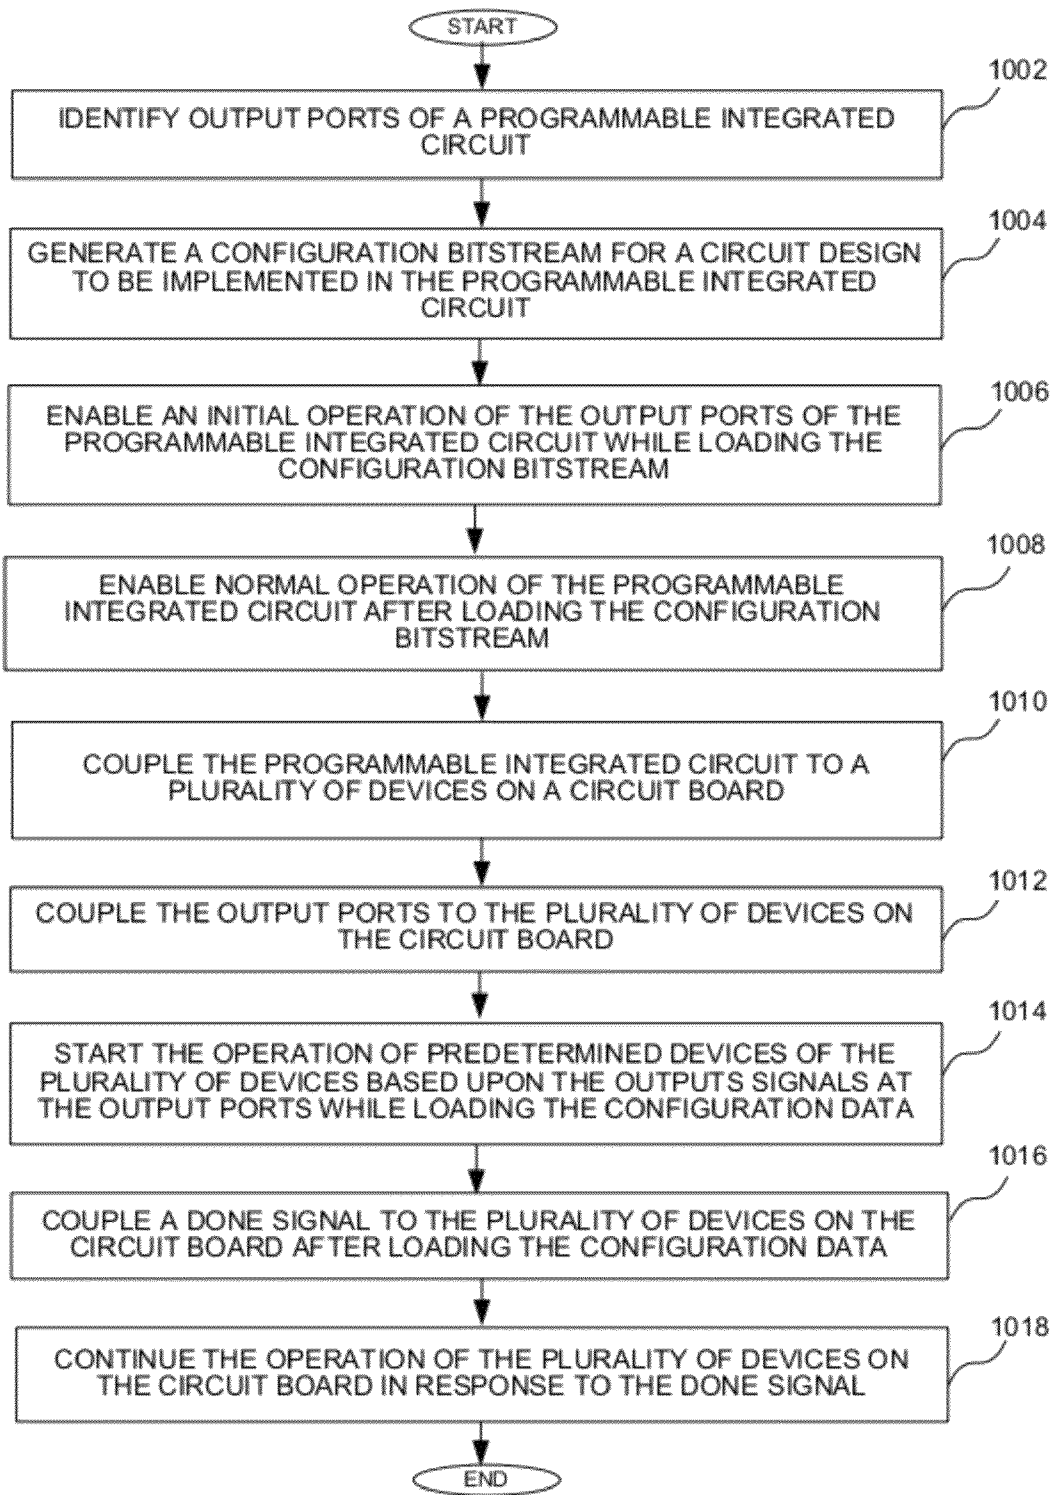 START
1002
IDENTIFY OUTPUT PORTS OF A PROGRAMMABLE INTEGRATED
CIRCUIT
1004
GENERATE A CONFIGURATION BITSTREAM FOR A CIRCUIT DESIGN
TO BE IMPLEMENTED IN THE PROGRAMMABLE INTEGRATED
CIRCUIT
1006
ENABLE AN INITIAL OPERATION OF THE OUTPUT PORTS OF THE
PROGRAMMABLE INTEGRATED CIRCUIT WHILE LOADING THE
CONFIGURATION BITSTREAM
1008
ENABLE NORMAL OPERATION OF THE PROGRAMMABLE
INTEGRATED CIRCUIT AFTER LOADING THE CONFIGURATION
BITSTREAM
1010
COUPLE THE PROGRAMMABLE INTEGRATED CIRCUIT TO A
PLURALITY OF DEVICES ON A CIRCUIT BOARD
1012
COUPLE THE OUTPUT PORTS TO THE PLURALITY OF DEVICES ON
THE CIRCUIT BOARD
1014
START THE OPERATION OF PREDETERMINED DEVICES OF THE
PLURALITY OF DEVICES BASED UPON THE OUTPUTS SIGNALS AT
THE OUTPUT PORTS WHILE LOADING THE CONFIGURATION DATA
1016
COUPLE A DONE SIGNAL TO THE PLURALITY OF DEVICES ON THE
CIRCUIT BOARD AFTER LOADING THE CONFIGURATION DATA
1018
CONTINUE THE OPERATION OF THE PLURALITY OF DEVICES ON
THE CIRCUIT BOARD IN RESPONSE TO THE DONE SIGNAL
END